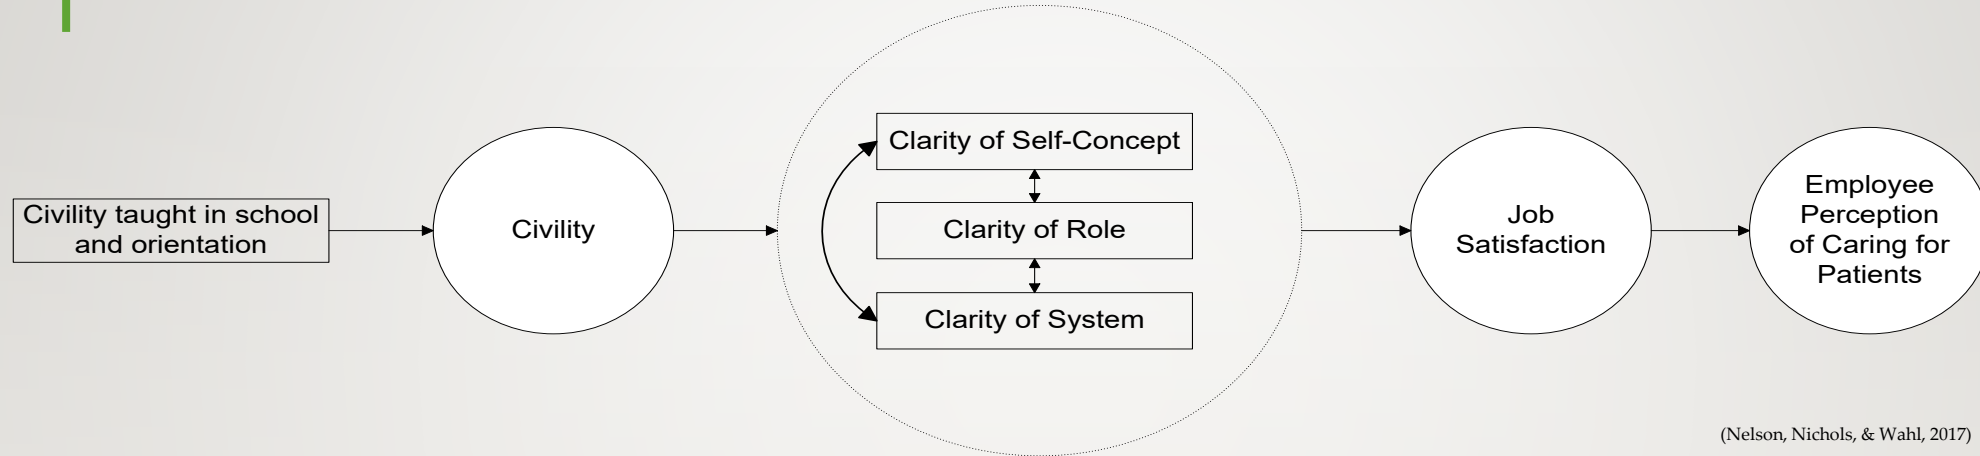 Civility taught in school
and orientation
Civility
Clarity of Self-Concept
Clarity of Role
Clarity of System
Job
Satisfaction
Employee
Perception
of Caring for
Patients
(Nelson, Nichols, & Wahl, 2017)